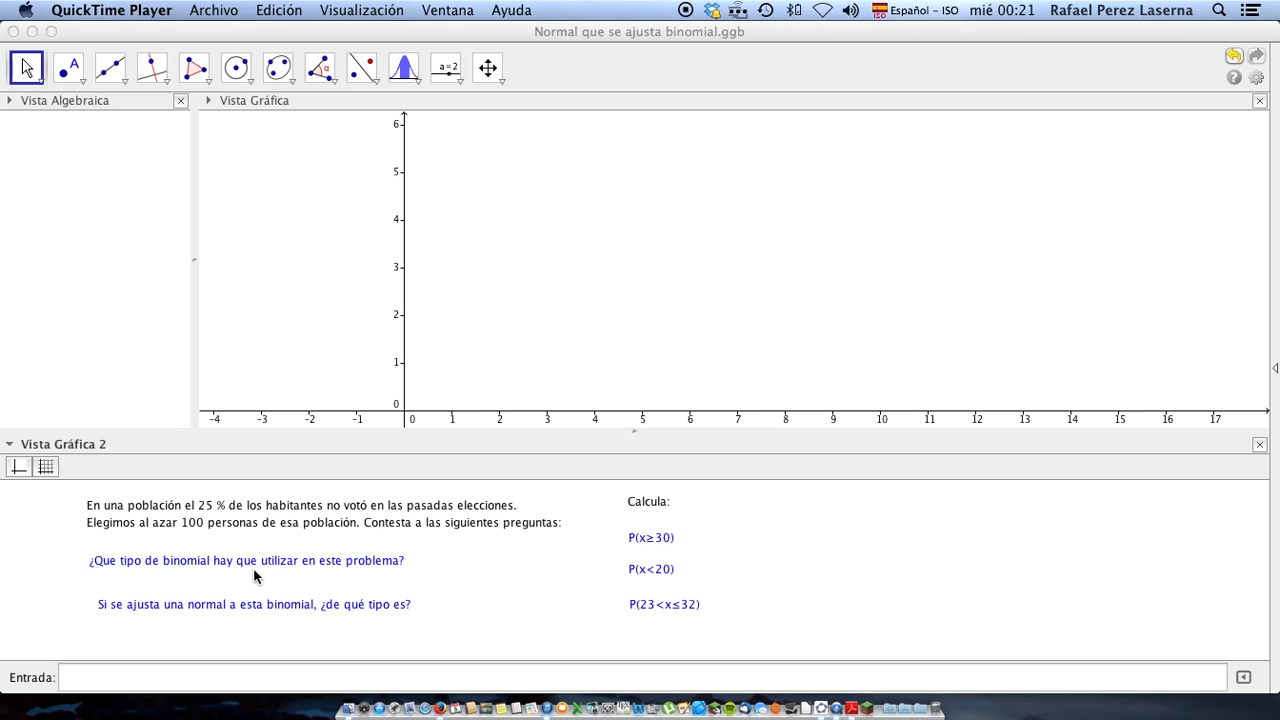 QuickTime Player Archivo Edición Visualización Ventana Ayuda Español - ISO mié 00:21 Rafael Perez Laserna
Normal que se ajusta binomial.ggb
A α a=2
Vista Algebraica
Vista Gráfica
6
5
4
3
2
1
0
-4 -3 -2 -1 0 1 2 3 4 5 6 7 8 9 10 11 12 13 14 15 16 17
Vista Gráfica 2
En una población el 25 % de los habitantes no votó en las pasadas elecciones.
Elegimos al azar 100 personas de esa población. Contesta a las siguientes preguntas:
¿Que tipo de binomial hay que utilizar en este problema?
Si se ajusta una normal a esta binomial, ¿de qué tipo es?
Calcula:
P(x≥30)
P(x<20)
P(23<x≤32)
Entrada: